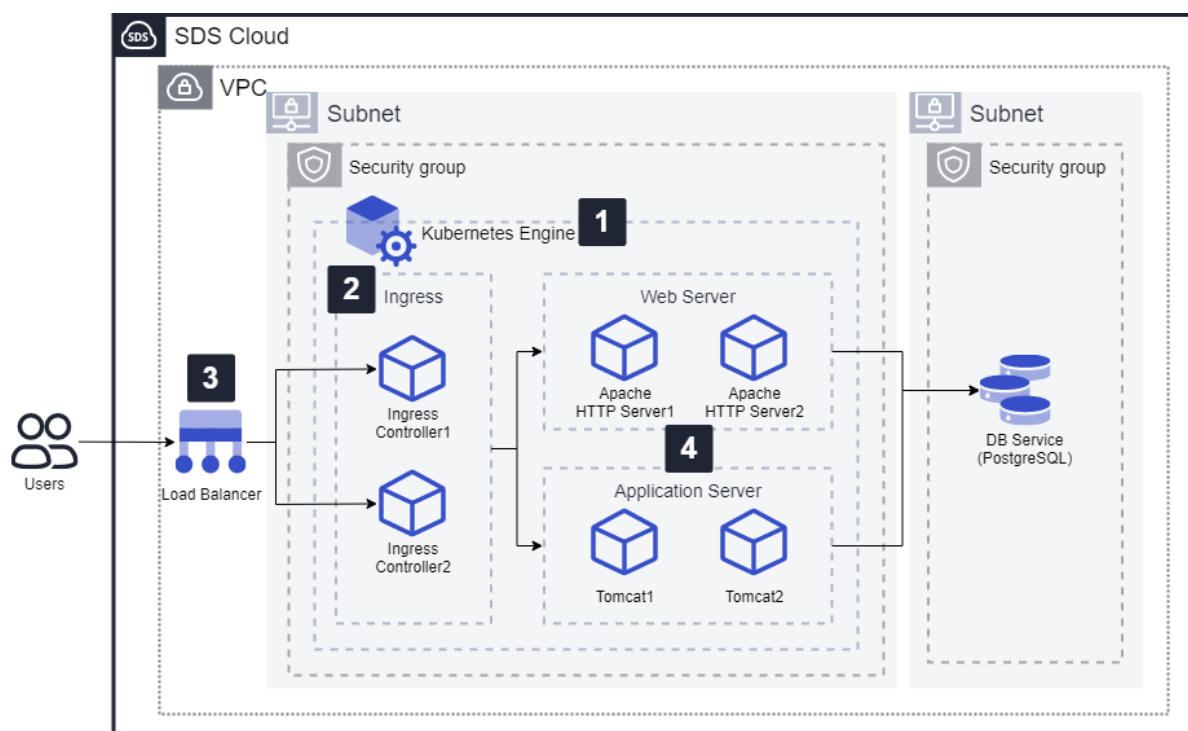 SDS
SDS Cloud
VPC
Subnet
Subnet
Security group
Security group
1
Kubernetes Engine
2
Ingress
Web Server
3
Apache
HTTP Server1
Apache
HTTP Server2
Ingress
Controller1
Users
Load Balancer
4
DB Service
(PostgreSQL)
Application Server
Ingress
Controller2
Tomcat1
Tomcat2